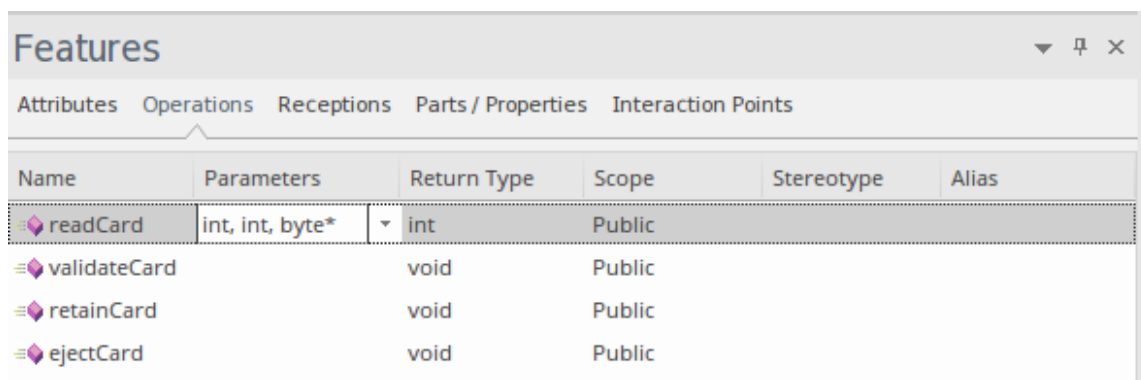 Features
Attributes Operations Receptions Parts / Properties Interaction Points
Name Parameters Return Type Scope Stereotype Alias
readCard int, int, byte* int Public
validateCard void Public
retainCard void Public
ejectCard void Public